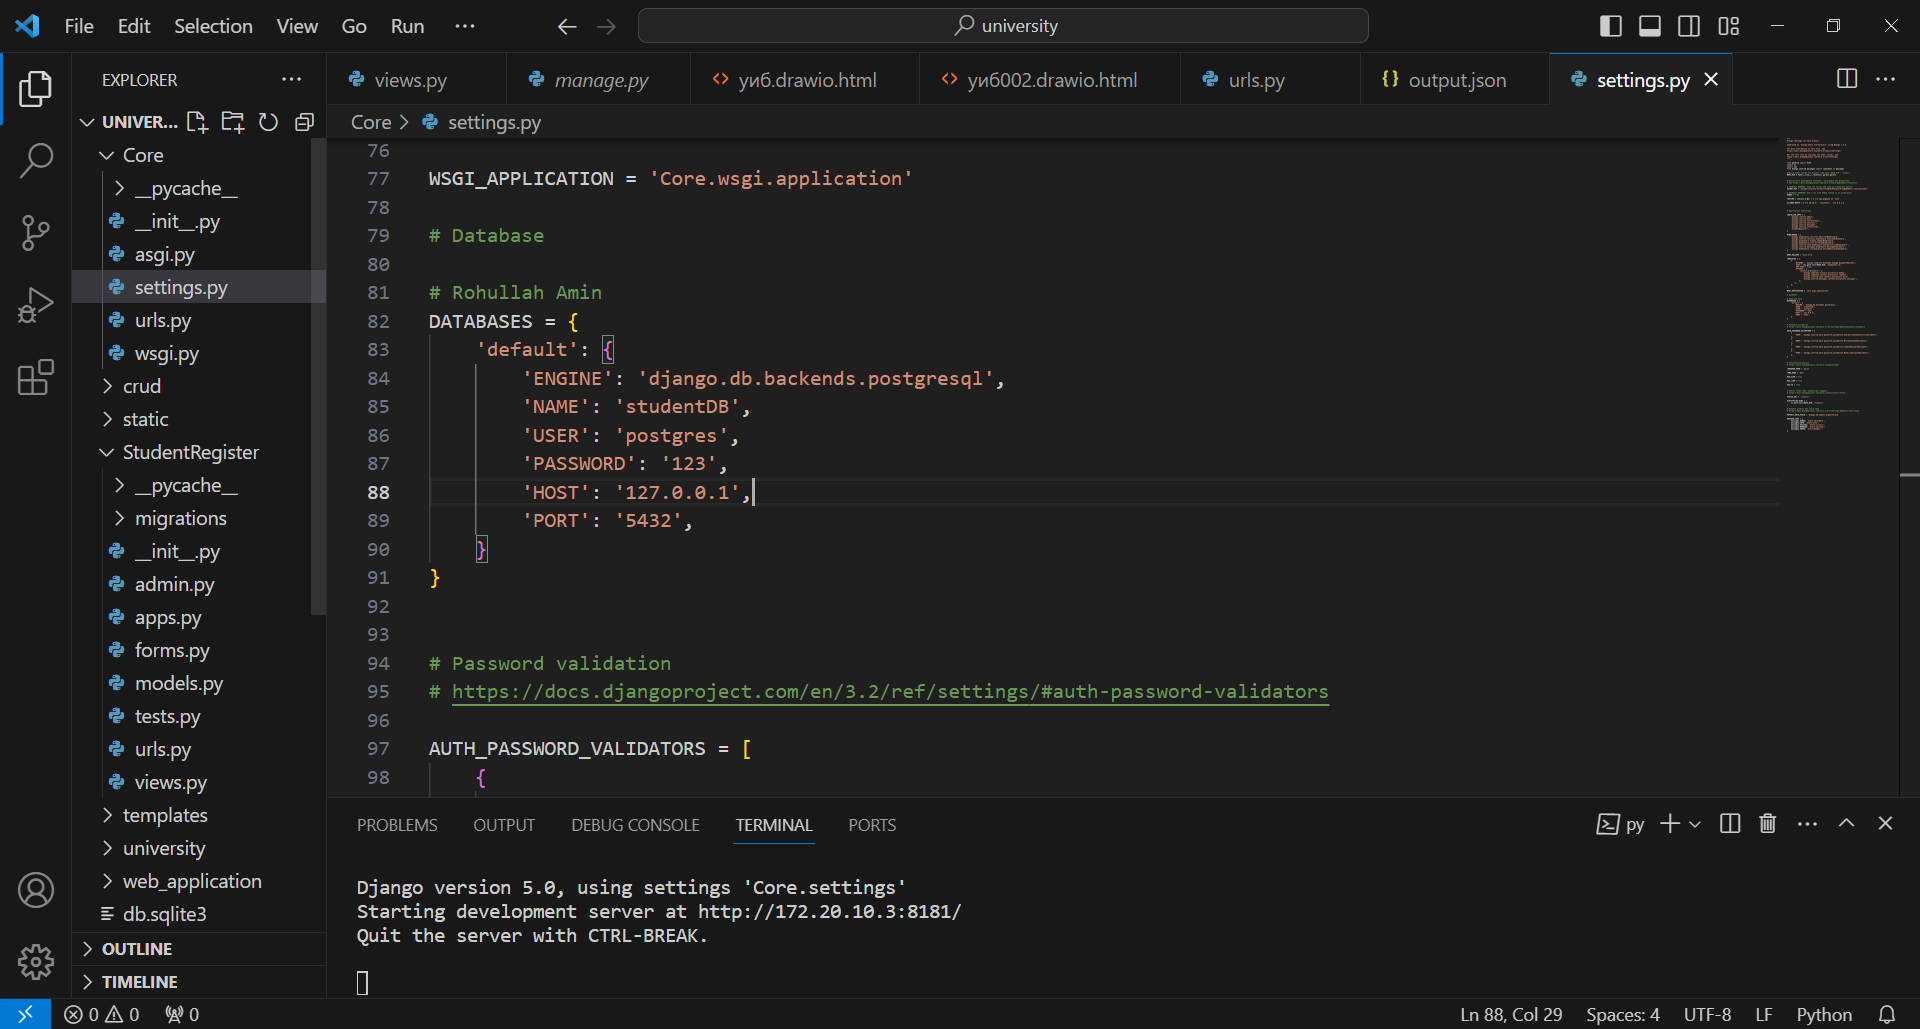 File Edit Selection View Go Run ···
university
EXPLORER
views.py manage.py ӯиб.drawio.html ӯиб002.drawio.html urls.py output.json settings.py
UNIVER...
Core > settings.py
Core
__pycache__
__init__.py
asgi.py
settings.py
urls.py
wsgi.py
crud
static
StudentRegister
__pycache__
migrations
__init__.py
admin.py
apps.py
forms.py
models.py
tests.py
urls.py
views.py
templates
university
web_application
db.sqlite3
OUTLINE
TIMELINE
76
77 WSGI_APPLICATION = 'Core.wsgi.application'
78
79 # Database
80
81 # Rohullah Amin
82 DATABASES = {
83 'default': {
84 'ENGINE': 'django.db.backends.postgresql',
85 'NAME': 'studentDB',
86 'USER': 'postgres',
87 'PASSWORD': '123',
88 'HOST': '127.0.0.1',
89 'PORT': '5432',
90 }
91 }
92
93
94 # Password validation
95 # https://docs.djangoproject.com/en/3.2/ref/settings/#auth-password-validators
96
97 AUTH_PASSWORD_VALIDATORS = [
98 {
PROBLEMS OUTPUT DEBUG CONSOLE TERMINAL PORTS
py
Django version 5.0, using settings 'Core.settings'
Starting development server at http://172.20.10.3:8181/
Quit the server with CTRL-BREAK.
0 0 0
Ln 88, Col 29 Spaces: 4 UTF-8 LF Python